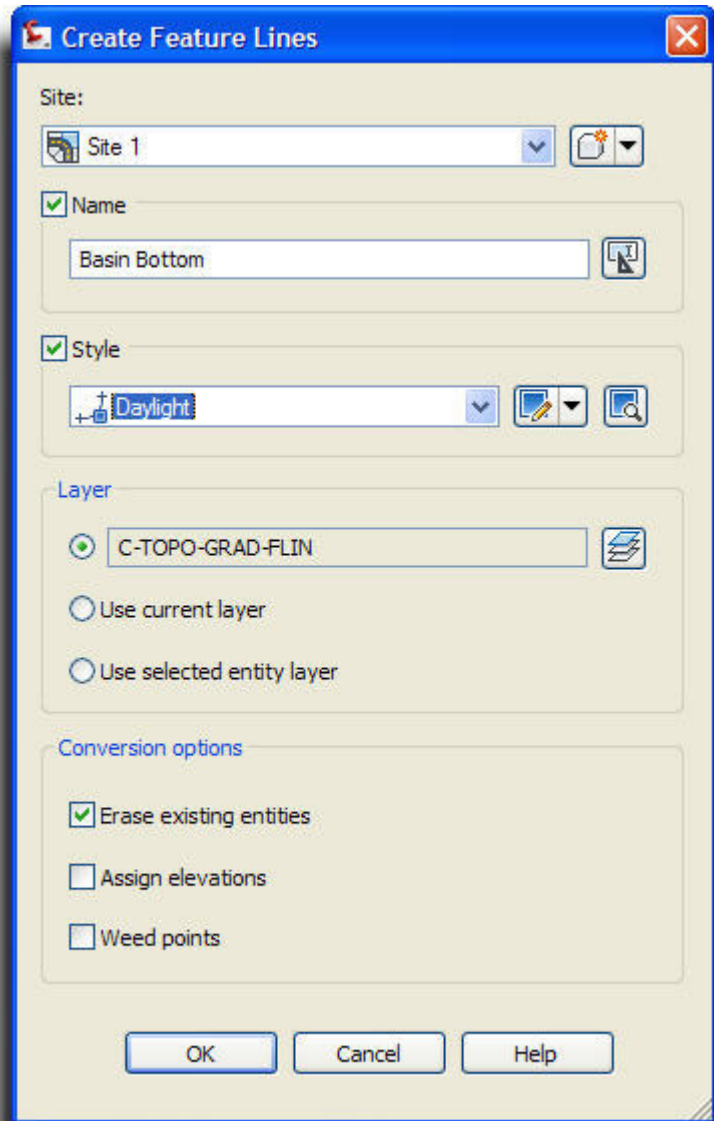 Create Feature Lines
Site:
Site 1
Name
Basin Bottom
Style
Daylight
Layer
C-TOPO-GRAD-FLIN
Use current layer
Use selected entity layer
Conversion options
Erase existing entities
Assign elevations
Weed points
OK Cancel Help